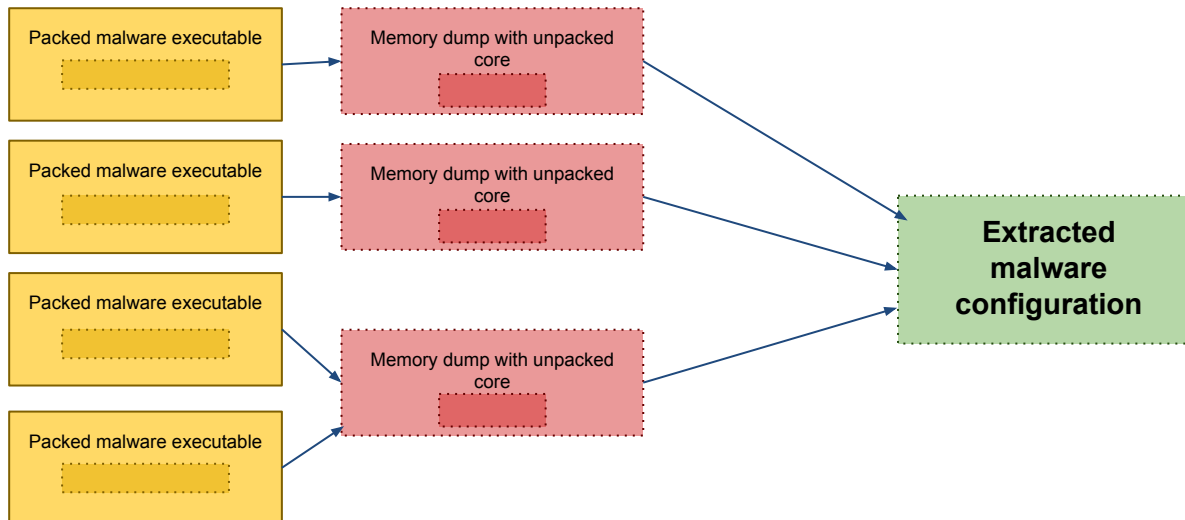 Packed malware executable
Memory dump with unpacked
core
Packed malware executable
Memory dump with unpacked
core
Extracted
malware
configuration
Packed malware executable
Memory dump with unpacked
core
Packed malware executable